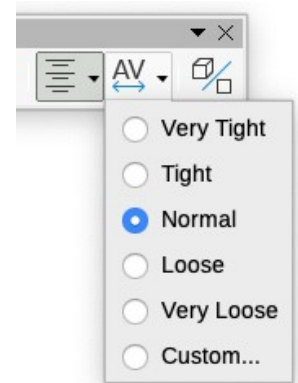 AV
Very Tight
Tight
Normal
Loose
Very Loose
Custom...